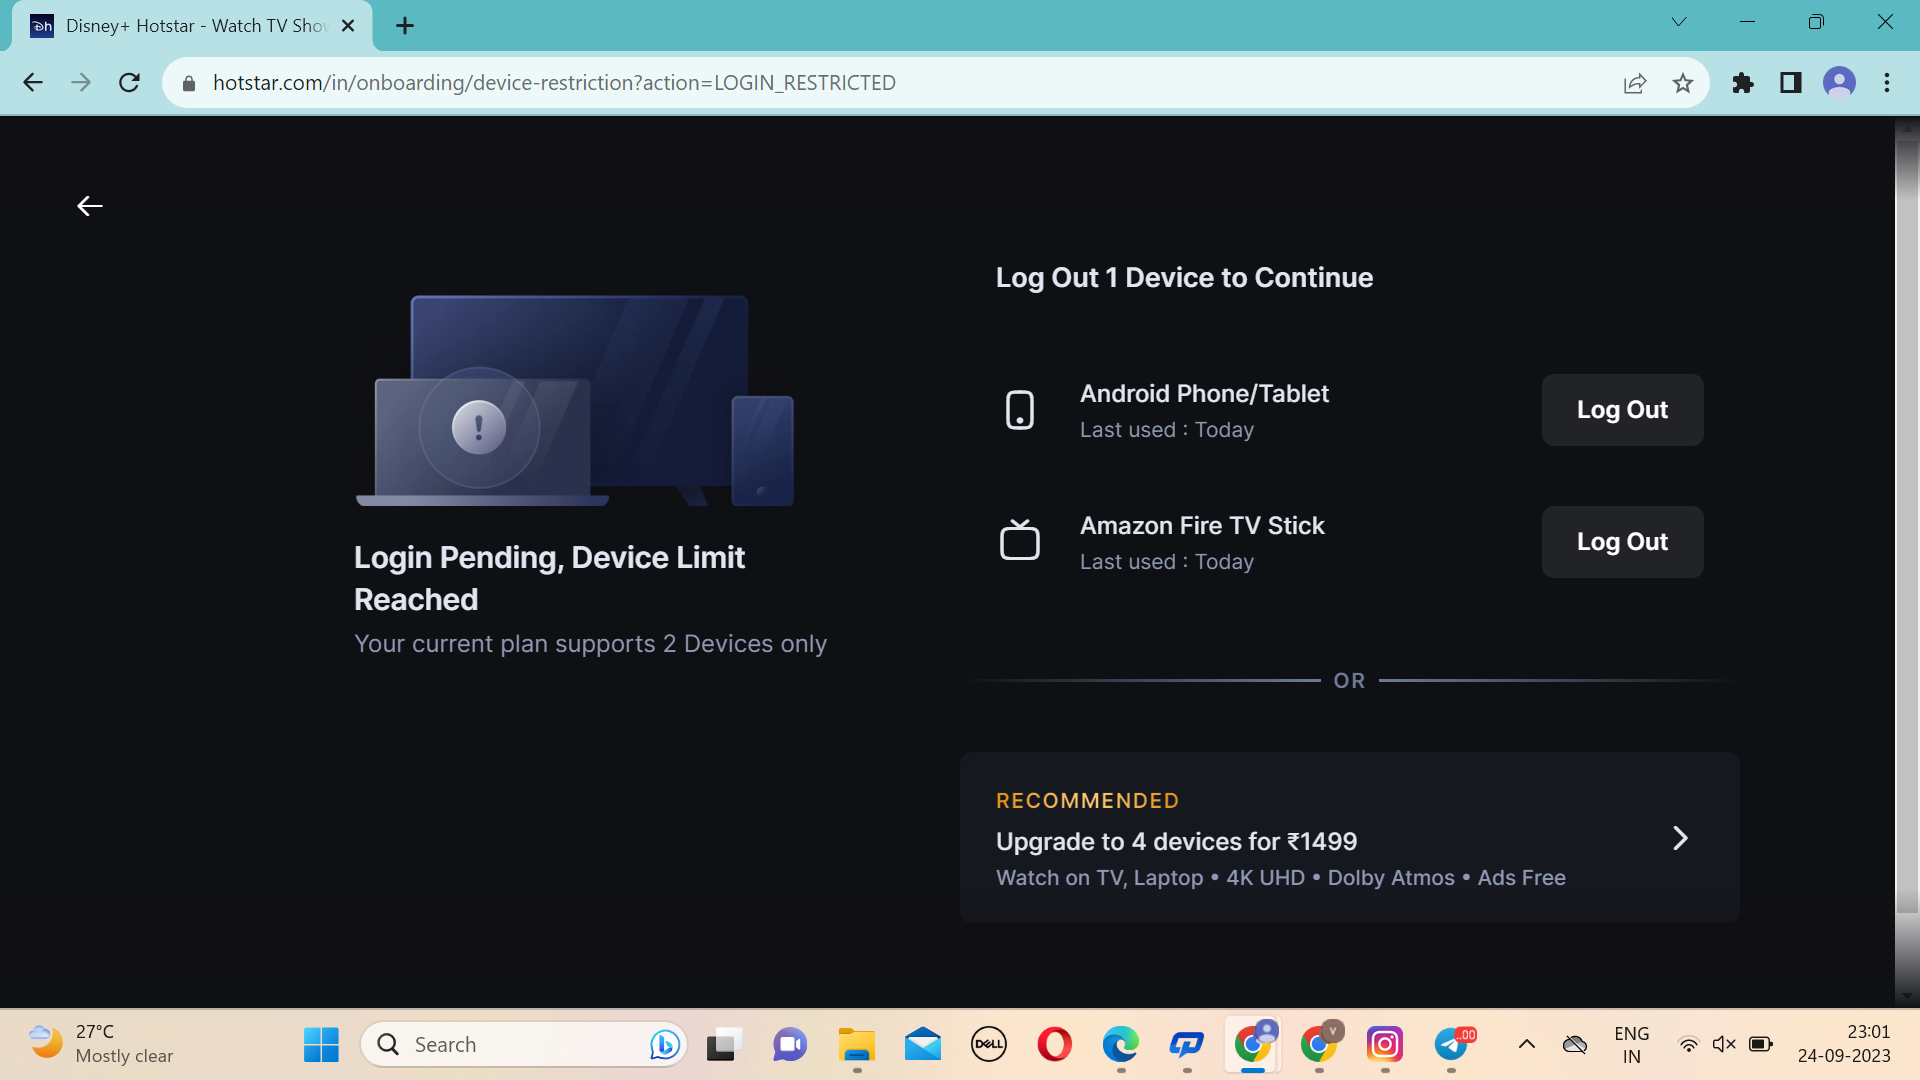 Disney+ Hotstar - Watch TV Sho
hotstar.com/in/onboarding/device-restriction?action=LOGIN_RESTRICTED
Log Out 1 Device to Continue
Android Phone/Tablet
Last used : Today
Log Out
Amazon Fire TV Stick
Last used : Today
Log Out
Login Pending, Device Limit
Reached
Your current plan supports 2 Devices only
OR
RECOMMENDED
Upgrade to 4 devices for ₹1499
Watch on TV, Laptop • 4K UHD • Dolby Atmos • Ads Free
27°C
Mostly clear
Search
DELL
V
.00
ENG
IN
23:01
24-09-2023